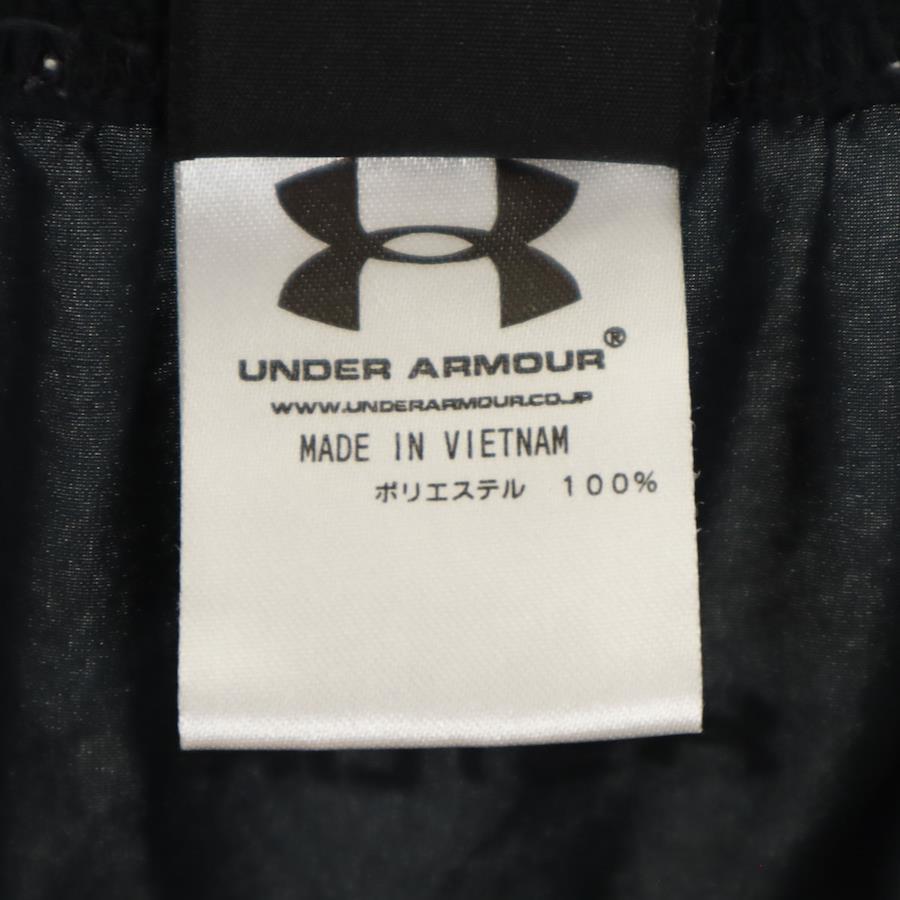 UNDER ARMOUR®
WWW.UNDERARMOUR.CO.JP
MADE IN VIETNAM
ポリエステル 100%